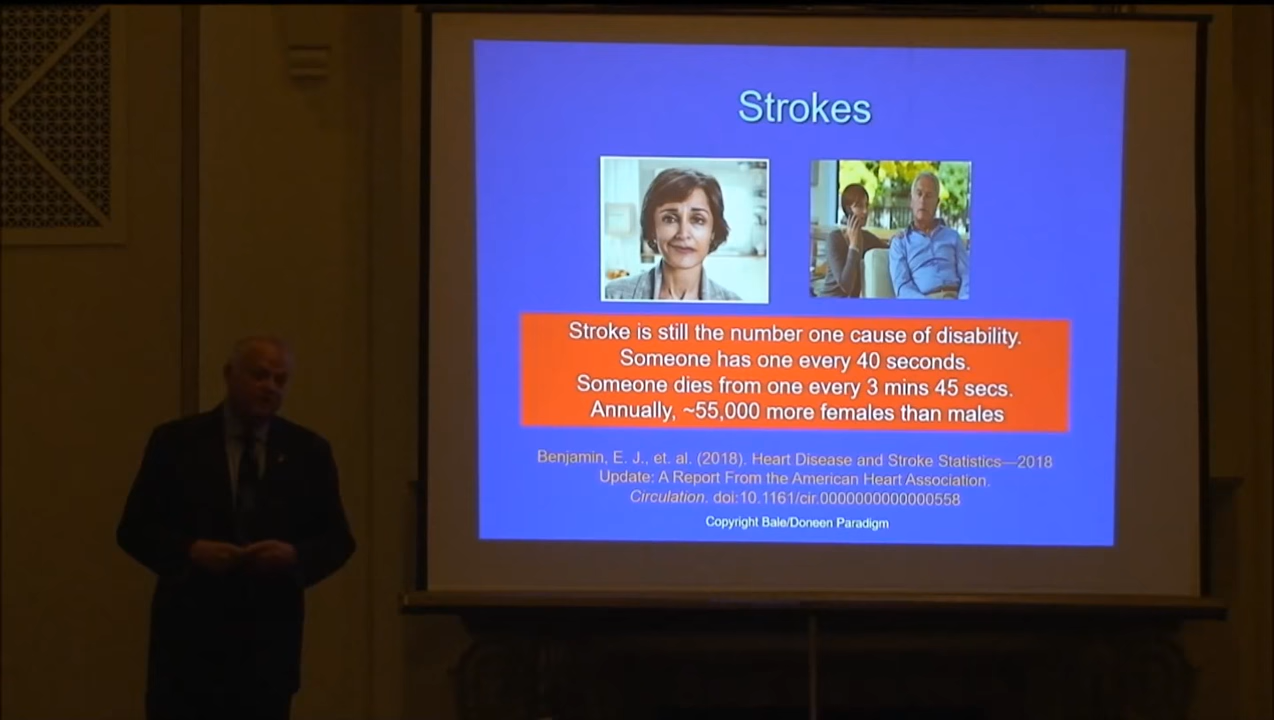 Strokes
Stroke is still the number one cause of disability.
Someone has one every 40 seconds.
Someone dies from one every 3 mins 45 secs.
Annually, ~55,000 more females than males
Benjamin, E. J., et. al. (2018). Heart Disease and Stroke Statistics—2018
Update: A Report From the American Heart Association.
Circulation. doi:10.1161/cir.0000000000000558
Copyright Bale/Doneen Paradigm